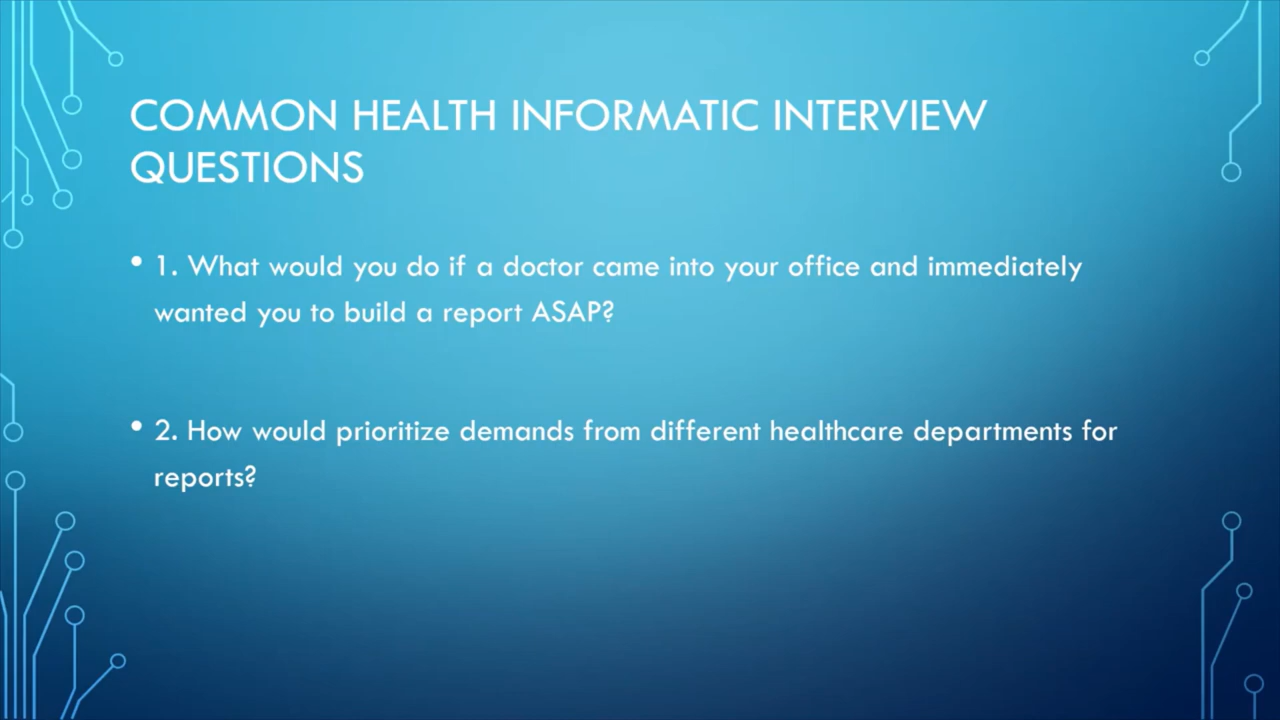 COMMON HEALTH INFORMATIC INTERVIEW
QUESTIONS
• 1. What would you do if a doctor came into your office and immediately
wanted you to build a report ASAP?
• 2. How would prioritize demands from different healthcare departments for
reports?